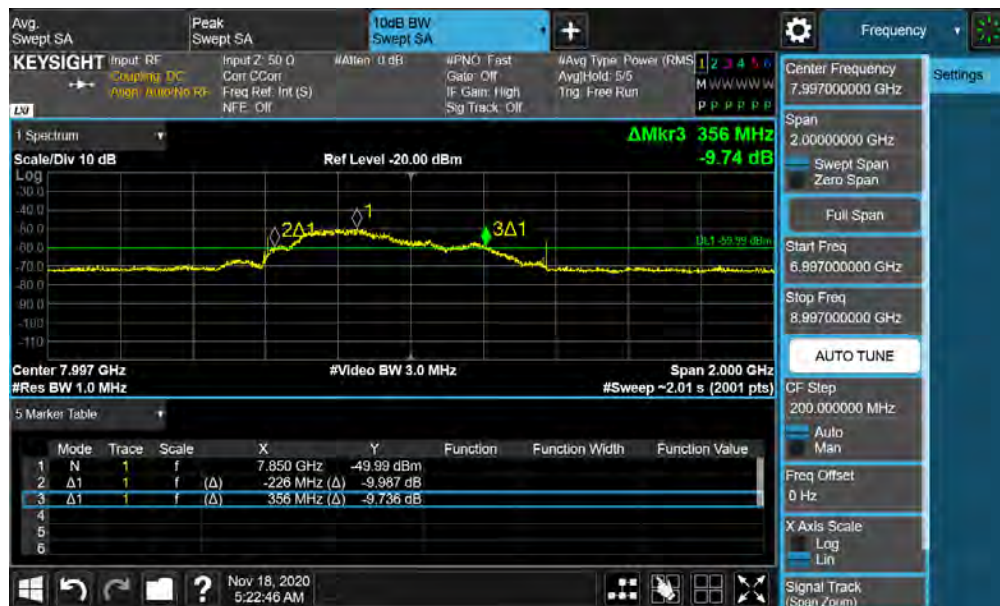 Avg. Swept SA
Peak Swept SA
10dB BW Swept SA
Frequency
KEYSIGHT
Input: RF
Coupling: DC
Align: Auto/No RF
Input Z: 50 Ω
Corr CCorr
Freq Ref: Int (S)
NFE: Off
#Atten: 0 dB
#PNO: Fast
Gate: Off
IF Gain: High
Sig Track: Off
#Avg Type: Power (RMS
Avg|Hold: 5/5
Trig: Free Run
1 2 3 4 5 6
M W W W W W
P P P P P P
LXI
1 Spectrum
ΔMkr3 356 MHz
-9.74 dB
Scale/Div 10 dB
Ref Level -20.00 dBm
Log
-30.0
-40.0
-50.0
-60.0
-70.0
-80.0
-90.0
-100
-110
2Δ1
1
3Δ1
DL1 -59.99 dBm
Center 7.997 GHz
#Video BW 3.0 MHz
Span 2.000 GHz
#Res BW 1.0 MHz
#Sweep ~2.01 s (2001 pts)
5 Marker Table
Mode Trace Scale X Y Function Function Width Function Value
1 N 1 f 7.850 GHz -49.99 dBm
2 Δ1 1 f (Δ) -226 MHz (Δ) -9.987 dB
3 Δ1 1 f (Δ) 356 MHz (Δ) -9.736 dB
4
5
6
Nov 18, 2020
5:22:46 AM
Center Frequency
7.997000000 GHz
Settings
Span
2.00000000 GHz
Swept Span
Zero Span
Full Span
Start Freq
6.997000000 GHz
Stop Freq
8.997000000 GHz
AUTO TUNE
CF Step
200.000000 MHz
Auto
Man
Freq Offset
0 Hz
X Axis Scale
Log
Lin
Signal Track
(Span Zoom)